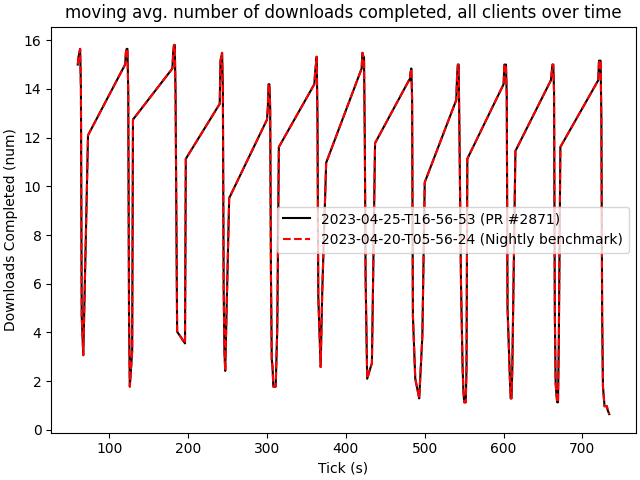 moving avg. number of downloads completed, all clients over time
16
14
12
10
8
6
4
2
0
Downloads Completed (num)
2023-04-25-T16-56-53 (PR #2871)
2023-04-20-T05-56-24 (Nightly benchmark)
100 200 300 400 500 600 700
Tick (s)